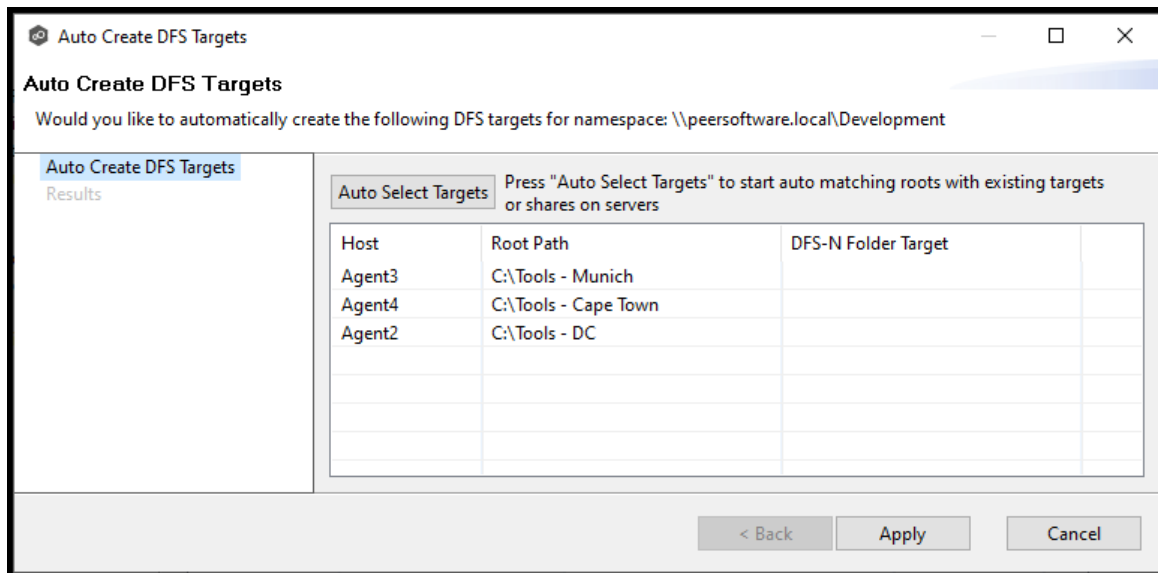 Auto Create DFS Targets
Auto Create DFS Targets
Would you like to automatically create the following DFS targets for namespace: \\peersoftware.local\Development
Auto Create DFS Targets
Results
Auto Select Targets
Press "Auto Select Targets" to start auto matching roots with existing targets
or shares on servers
Host Root Path DFS-N Folder Target
Agent3 C:\Tools - Munich
Agent4 C:\Tools - Cape Town
Agent2 C:\Tools - DC
< Back Apply Cancel